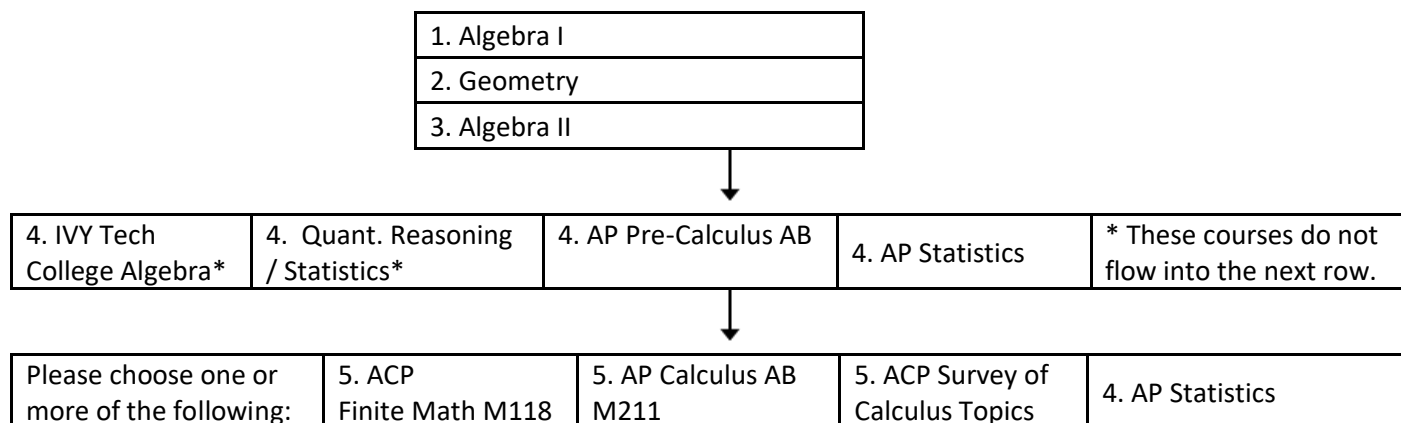 1. Algebra I
2. Geometry
3. Algebra II
4. IVY Tech
College Algebra*
4. Quant. Reasoning
/ Statistics*
4. AP Pre-Calculus AB
4. AP Statistics
* These courses do not
flow into the next row.
Please choose one or
more of the following:
5. ACP
Finite Math M118
5. AP Calculus AB
M211
5. ACP Survey of
Calculus Topics
4. AP Statistics